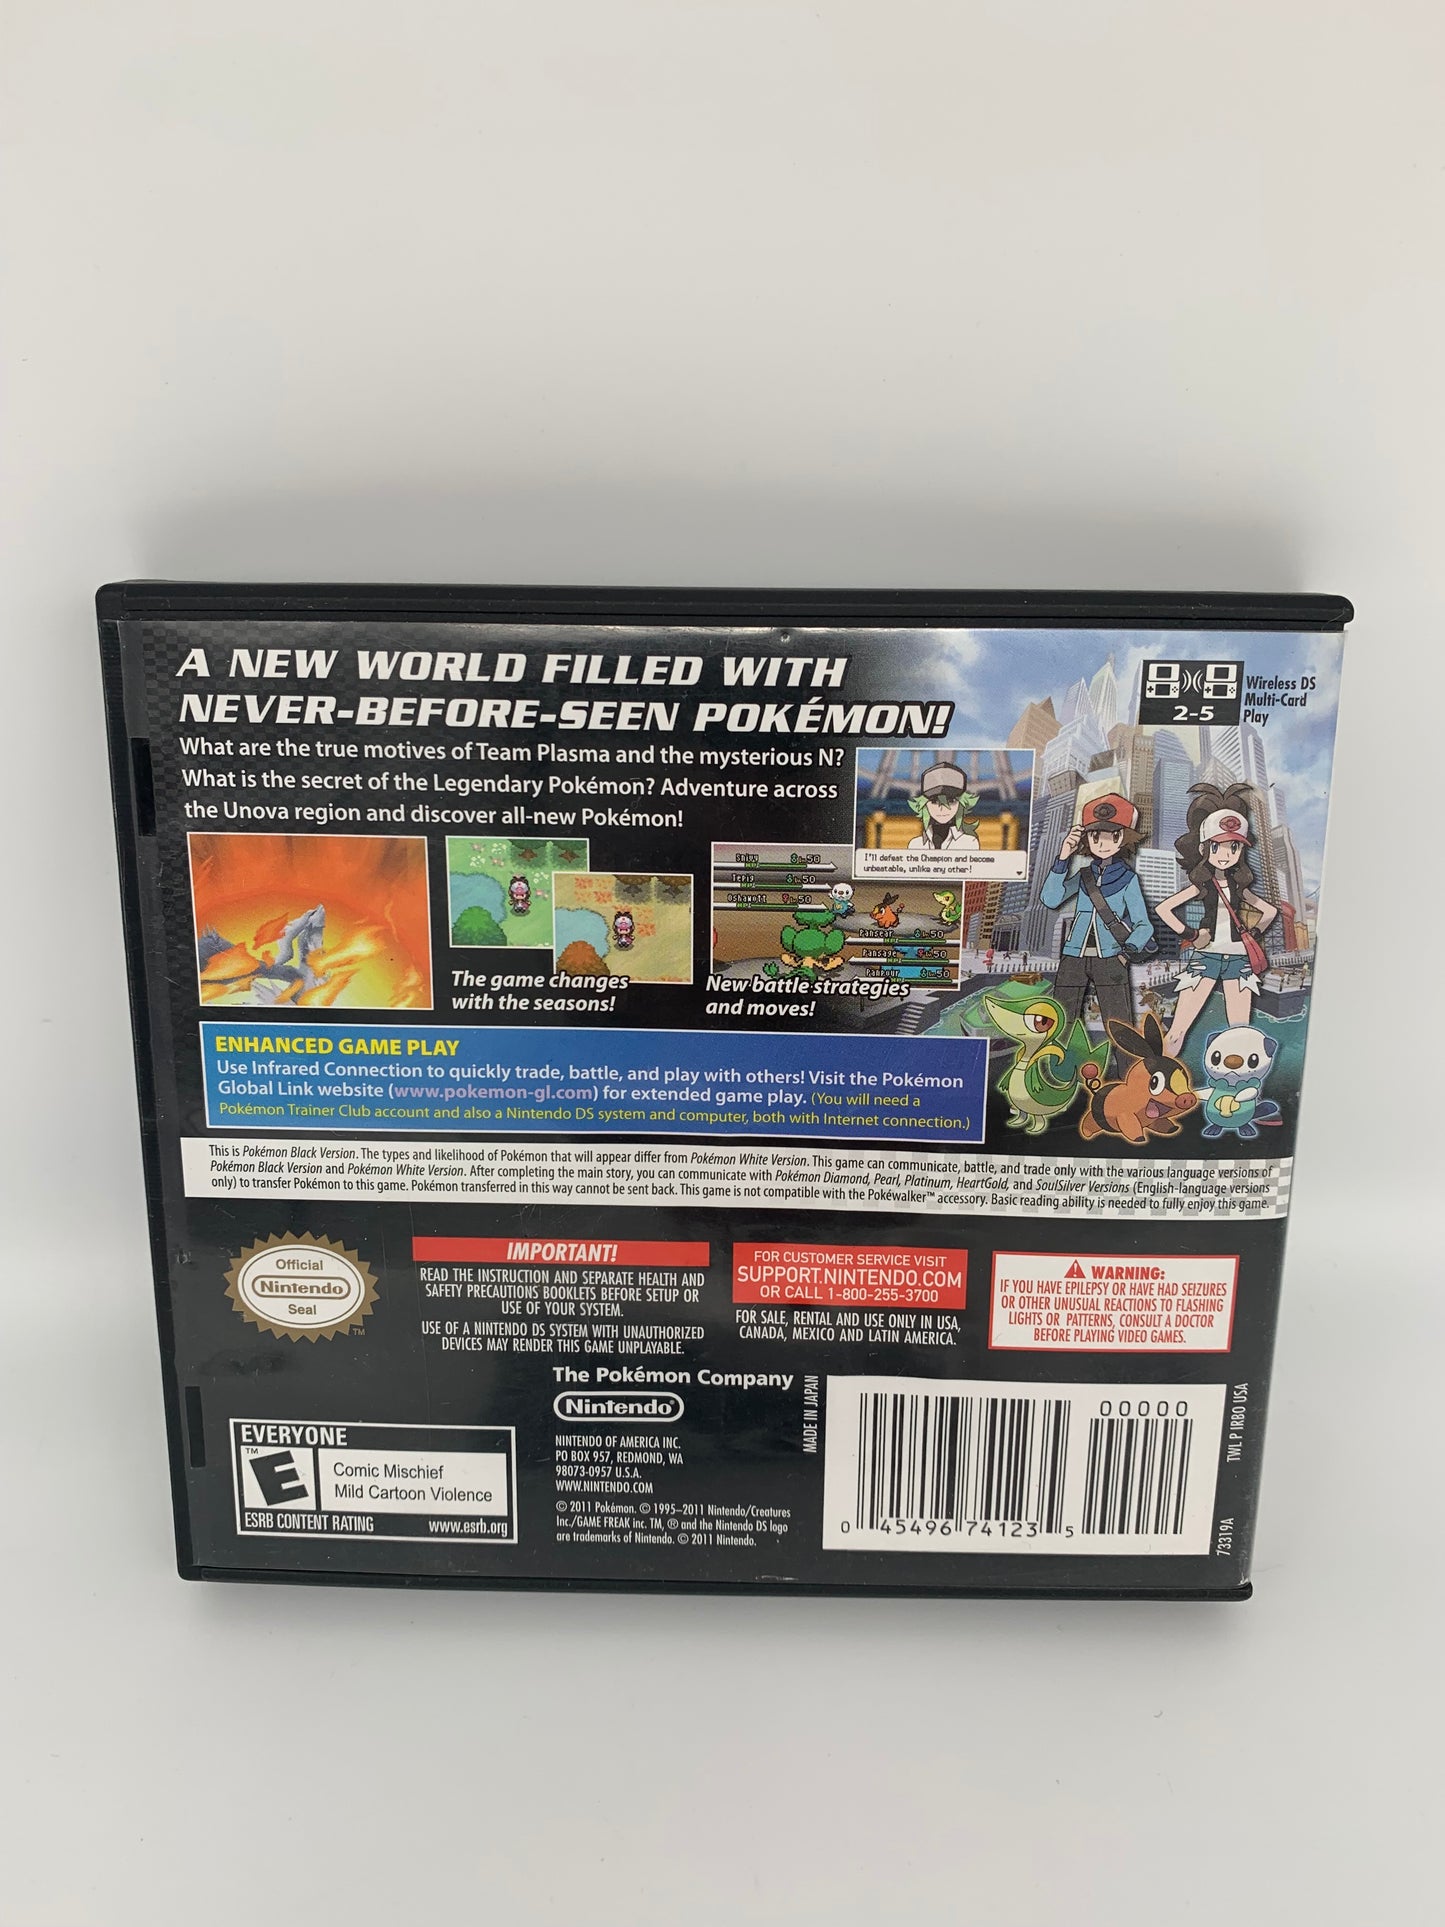 A NEW WORLD FILLED WITH
NEVER-BEFORE-SEEN POKÉMON!
What are the true motives of Team Plasma and the mysterious N?
What is the secret of the Legendary Pokémon? Adventure across
the Unova region and discover all-new Pokémon!
2-5
Wireless DS
Multi-Card
Play
I'll defeat the Champion and become
unbeatable, unlike any other!
Snivy Lv50
Tepig Lv50
Oshawott Lv50
Pansear Lv50
Pansage Lv50
Panpour Lv50
The game changes
with the seasons!
New battle strategies
and moves!
ENHANCED GAME PLAY
Use Infrared Connection to quickly trade, battle, and play with others! Visit the Pokémon
Global Link website (www.pokemon-gl.com) for extended game play. (You will need a
Pokémon Trainer Club account and also a Nintendo DS system and computer, both with Internet connection.)
This is Pokémon Black Version. The types and likelihood of Pokémon that will appear differ from Pokémon White Version. This game can communicate, battle, and trade only with the various language versions of
Pokémon Black Version and Pokémon White Version. After completing the main story, you can communicate with Pokémon Diamond, Pearl, Platinum, HeartGold, and SoulSilver Versions (English-language versions
only) to transfer Pokémon to this game. Pokémon transferred in this way cannot be sent back. This game is not compatible with the Pokéwalker™ accessory. Basic reading ability is needed to fully enjoy this game.
Official
Nintendo
Seal
™
IMPORTANT!
READ THE INSTRUCTION AND SEPARATE HEALTH AND
SAFETY PRECAUTIONS BOOKLETS BEFORE SETUP OR
USE OF YOUR SYSTEM.
USE OF A NINTENDO DS SYSTEM WITH UNAUTHORIZED
DEVICES MAY RENDER THIS GAME UNPLAYABLE.
FOR CUSTOMER SERVICE VISIT
SUPPORT.NINTENDO.COM
OR CALL 1-800-255-3700
FOR SALE, RENTAL AND USE ONLY IN USA,
CANADA, MEXICO AND LATIN AMERICA.
WARNING:
IF YOU HAVE EPILEPSY OR HAVE HAD SEIZURES
OR OTHER UNUSUAL REACTIONS TO FLASHING
LIGHTS OR PATTERNS, CONSULT A DOCTOR
BEFORE PLAYING VIDEO GAMES.
The Pokémon Company
Nintendo®
NINTENDO OF AMERICA INC.
PO BOX 957, REDMOND, WA
98073-0957 U.S.A.
WWW.NINTENDO.COM
© 2011 Pokémon. © 1995–2011 Nintendo/Creatures
Inc./GAME FREAK inc. TM, ® and the Nintendo DS logo
are trademarks of Nintendo. © 2011 Nintendo.
EVERYONE
™
E
Comic Mischief
Mild Cartoon Violence
ESRB CONTENT RATING www.esrb.org
MADE IN JAPAN
00000
0 45496 74123 5
TWL P IRBO USA
73319A